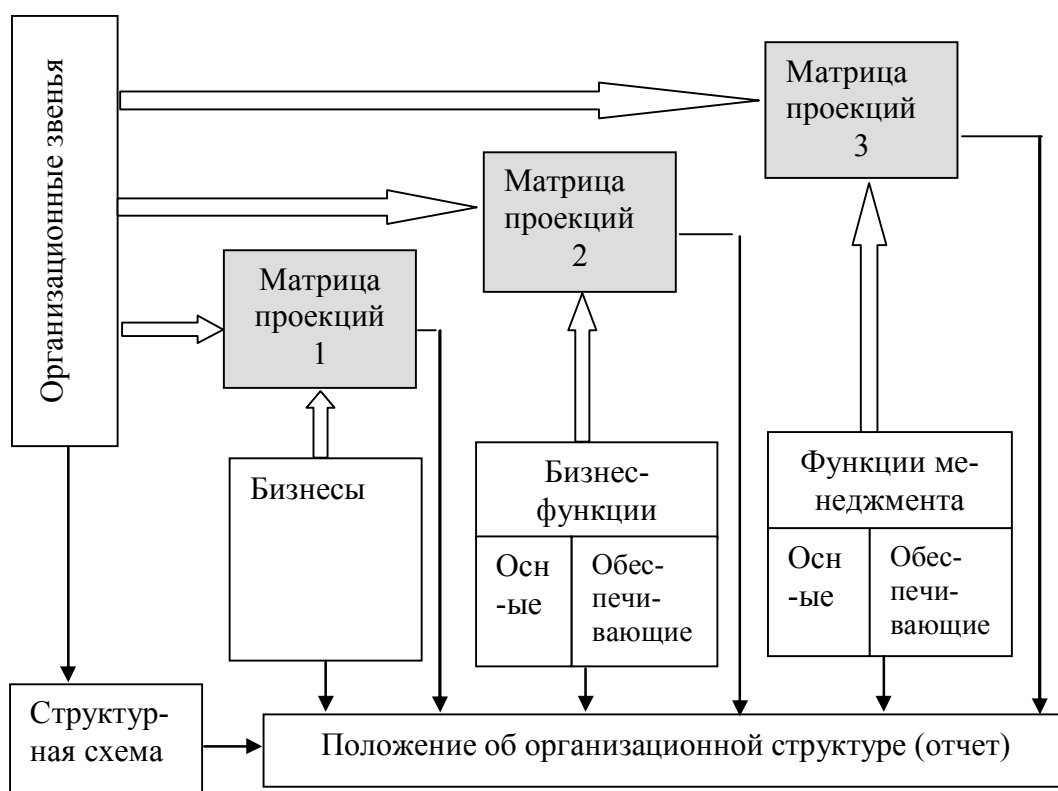 Организационные звенья
Матрица
проекций
3
Матрица
проекций
2
Матрица
проекций
1
Бизнесы
Бизнес-
функции
Осн
-ые
Обес-
печи-
вающие
Функции ме-
неджмента
Осн
-ые
Обес-
печи-
вающие
Структур-
ная схема
Положение об организационной структуре (отчет)